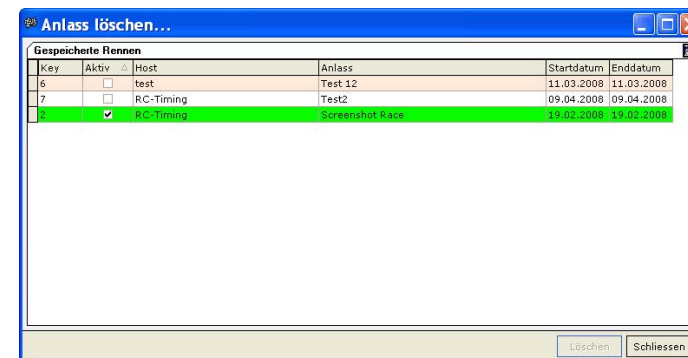 Anlass löschen...
Gespeicherte Rennen
Key Aktiv Host Anlass Startdatum Enddatum
6 test Test 12 11.03.2008 11.03.2008
7 RC-Timing Test2 09.04.2008 09.04.2008
2 RC-Timing Screenshot Race 19.02.2008 19.02.2008
Löschen Schliessen